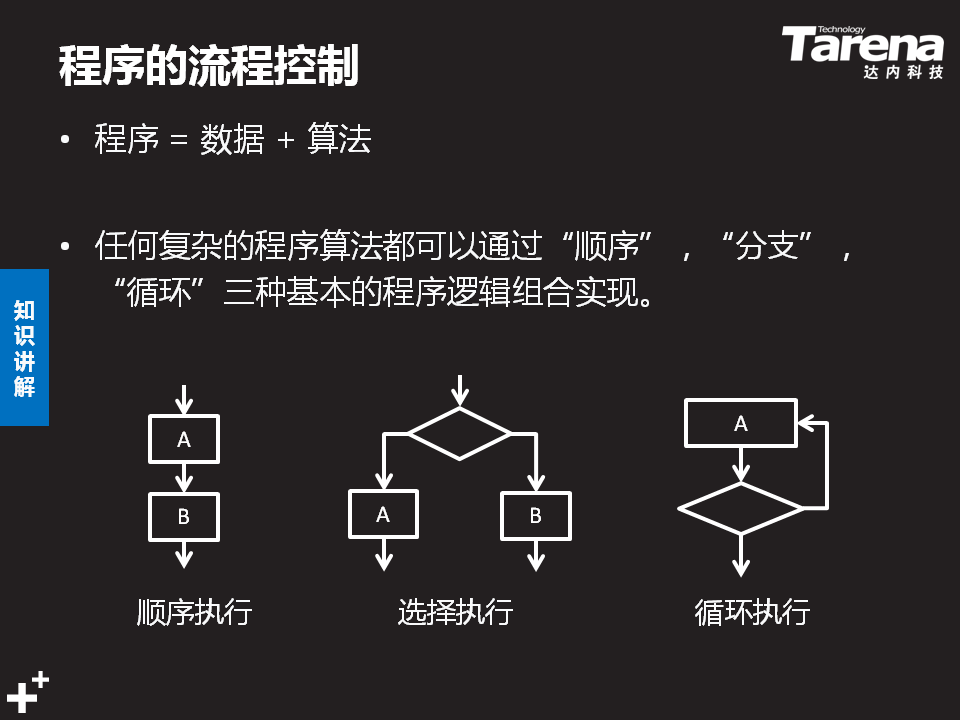 程序的流程控制
Technology
Tarena
达内科技
• 程序 = 数据 + 算法
• 任何复杂的程序算法都可以通过“顺序”，“分支”，
“循环”三种基本的程序逻辑组合实现。
知识讲解
A
B
A
B
A
顺序执行
选择执行
循环执行